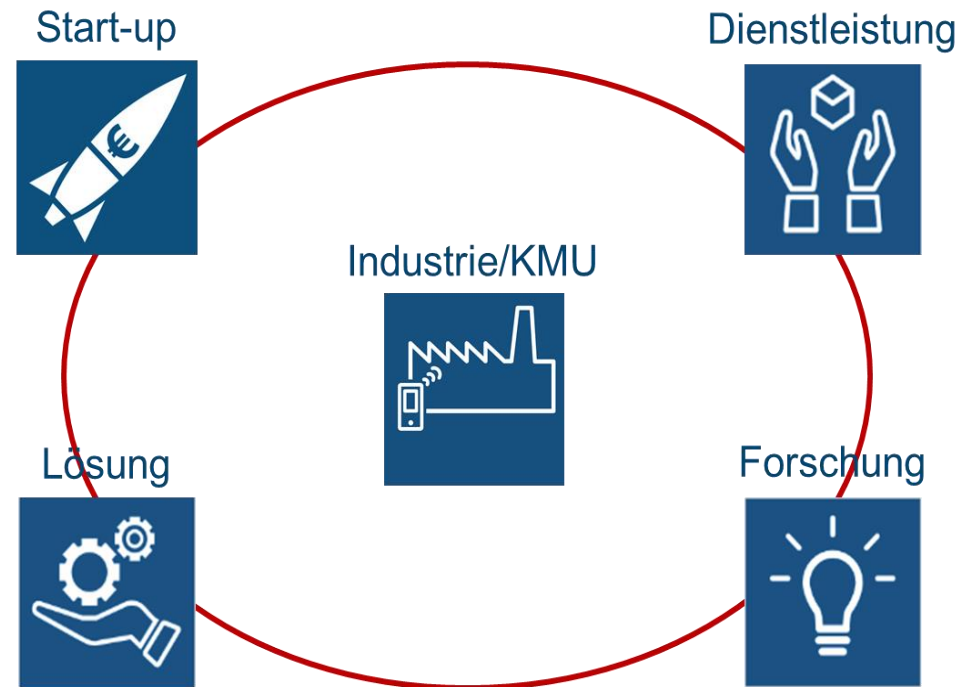 Start-up
Dienstleistung
€
Industrie/KMU
Lösung
Forschung